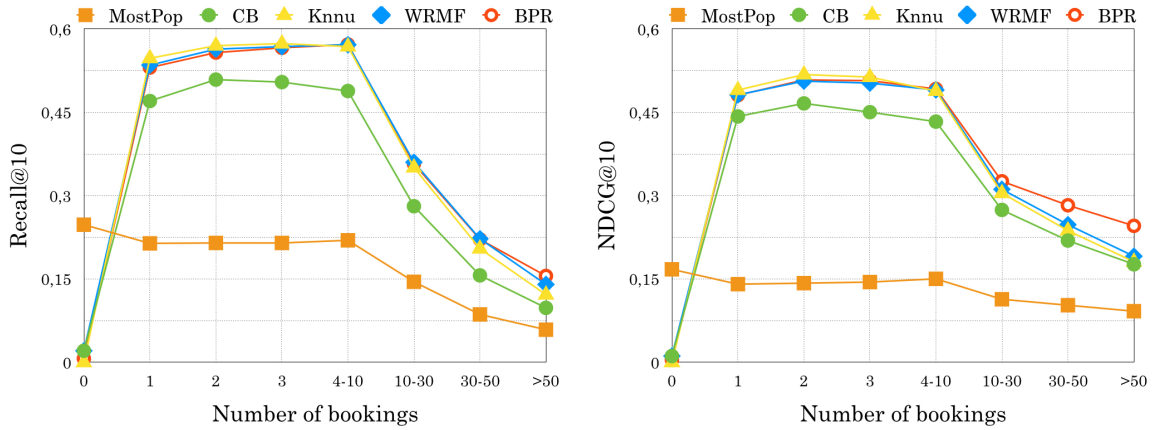 MostPop CB Knnu WRMF BPR
0,6
0,45
0,3
0,15
0
Recall@10
0 1 2 3 4-10 10-30 30-50 >50
Number of bookings
MostPop CB Knnu WRMF BPR
0,6
0,45
0,3
0,15
0
NDCG@10
0 1 2 3 4-10 10-30 30-50 >50
Number of bookings